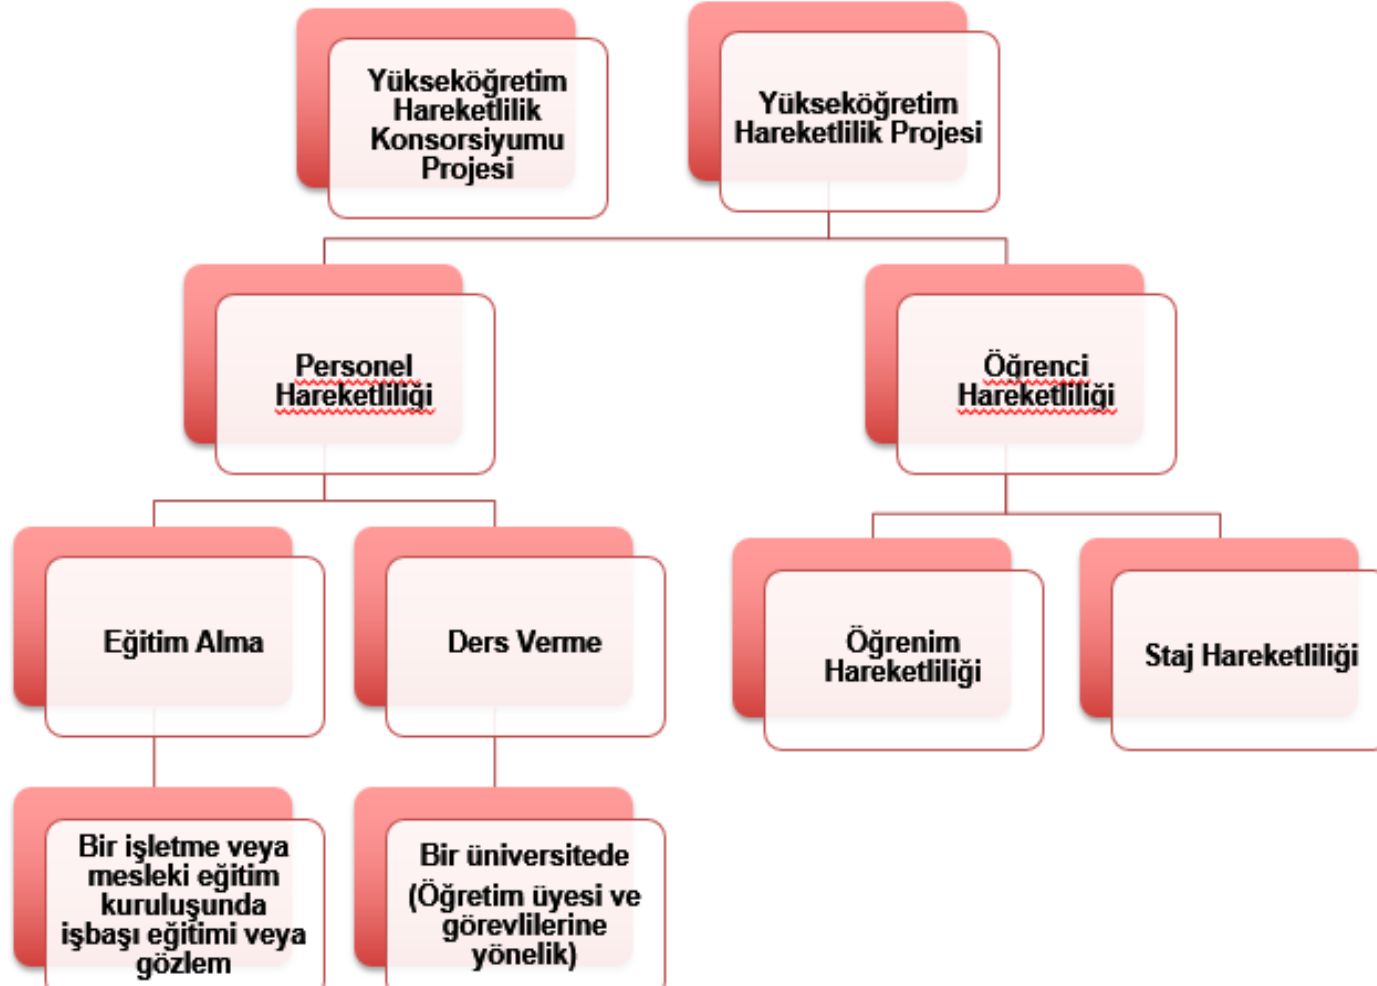 Yükseköğretim
Hareketlilik
Konsorsiyumu
Projesi
Yükseköğretim
Hareketlilik Projesi
Personel
Hareketliliği
Öğrenci
Hareketliliği
Eğitim Alma
Ders Verme
Öğrenim
Hareketliliği
Staj Hareketliliği
Bir işletme veya
mesleki eğitim
kuruluşunda
işbaşı eğitimi veya
gözlem
Bir üniversitede
(Öğretim üyesi ve
görevlilerine
yönelik)